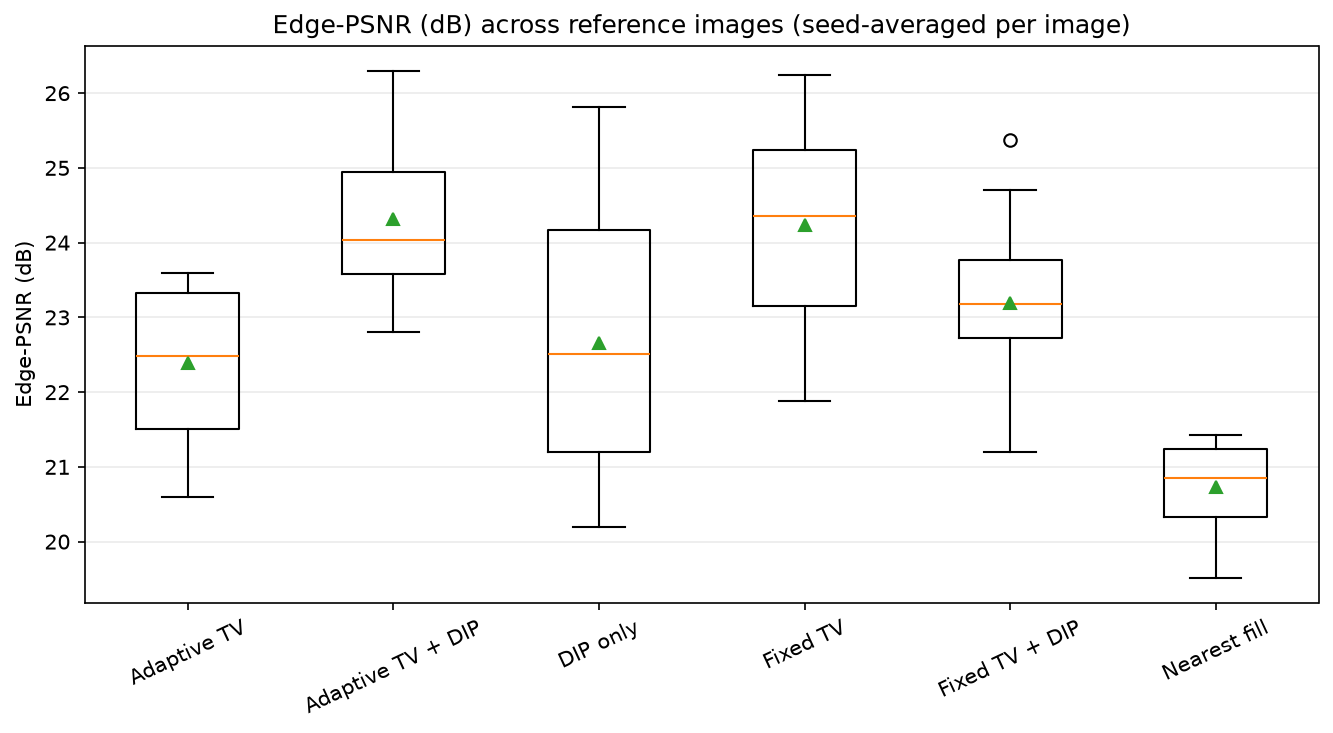 Edge-PSNR (dB) across reference images (seed-averaged per image)
Edge-PSNR (dB)
26
25
24
23
22
21
20
Adaptive TV
Adaptive TV + DIP
DIP only
Fixed TV
Fixed TV + DIP
Nearest fill